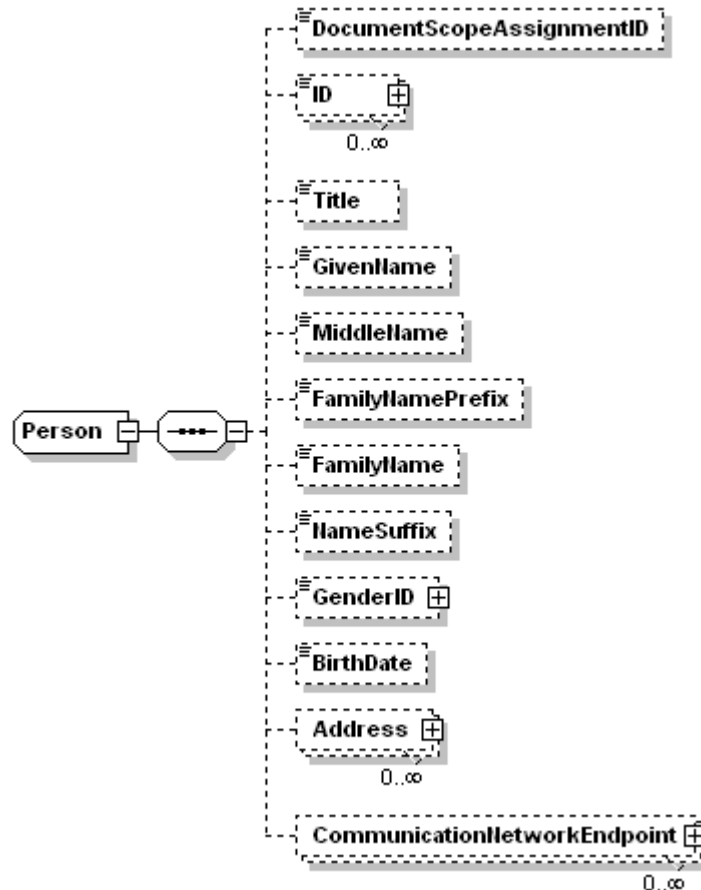 DocumentScopeAssignmentID
ID
0..∞
Title
GivenName
MiddleName
FamilyNamePrefix
Person
FamilyName
NameSuffix
GenderID
BirthDate
Address
0..∞
CommunicationNetworkEndpoint
0..∞